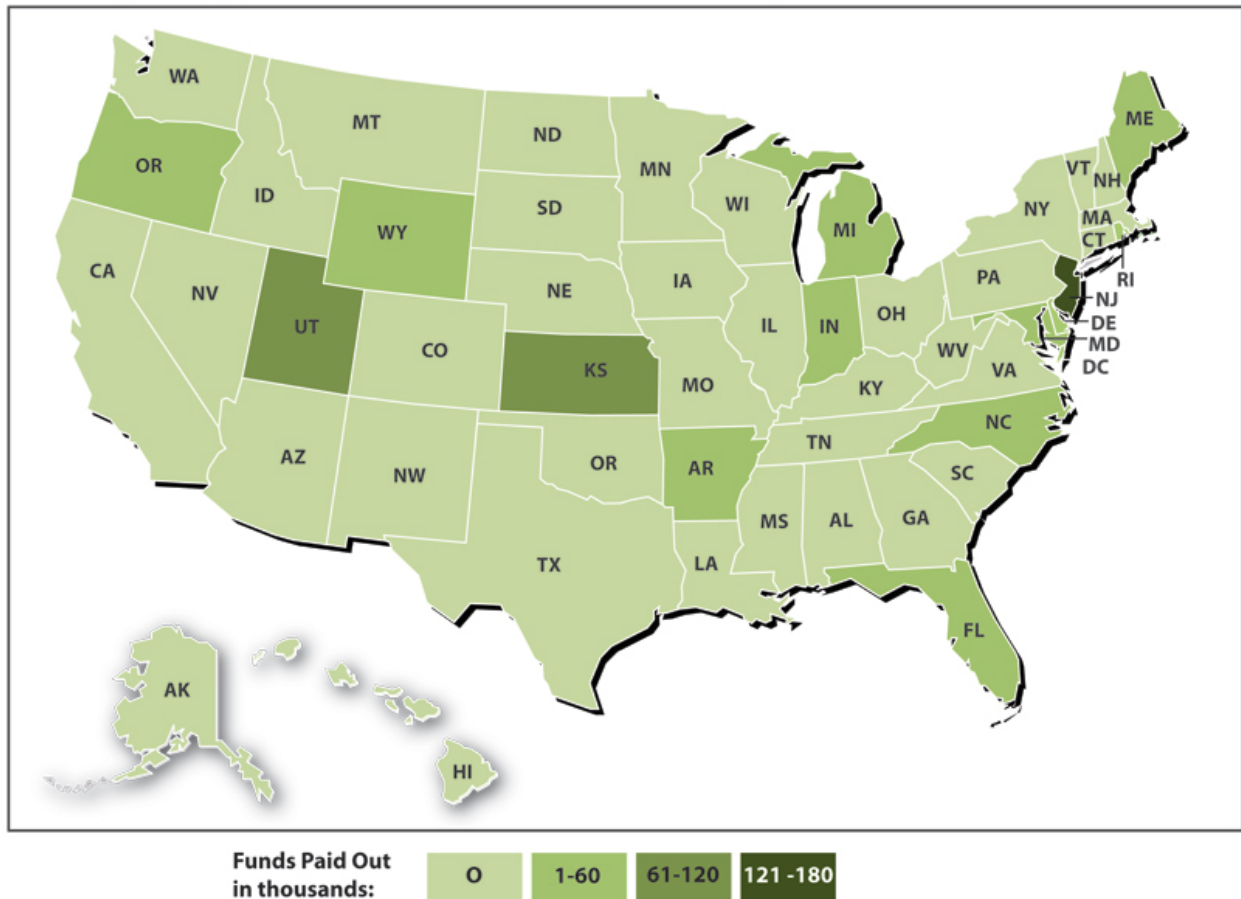 WA
MT
ND
MN
ME
OR
ID
SD
WI
VT
NH
NY
MA
CT
RI
WY
MI
CA
NV
NE
IA
PA
NJ
UT
CO
KS
IL
IN
OH
DE
MD
WV
VA
DC
MO
KY
AZ
NW
OR
AR
TN
NC
SC
TX
LA
MS
AL
GA
FL
AK
HI
Funds Paid Out
in thousands:
O
1-60
61-120
121 -180